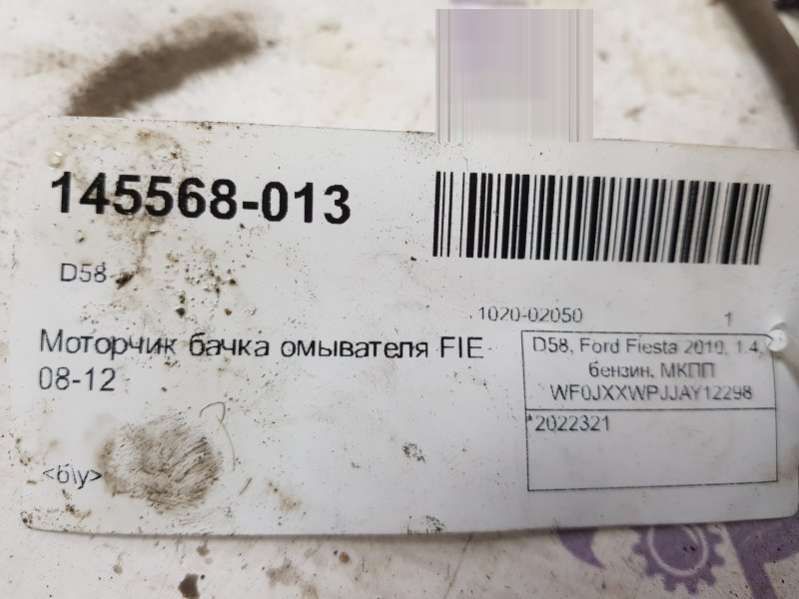 145568-013
D58
1020-02050 1
Моторчик бачка омывателя FIE
08-12
D58, Ford Fiesta 2010, 1.4,
бензин, МКПП
WF0JXXWPJJAY12298
*2022321
<б\у>